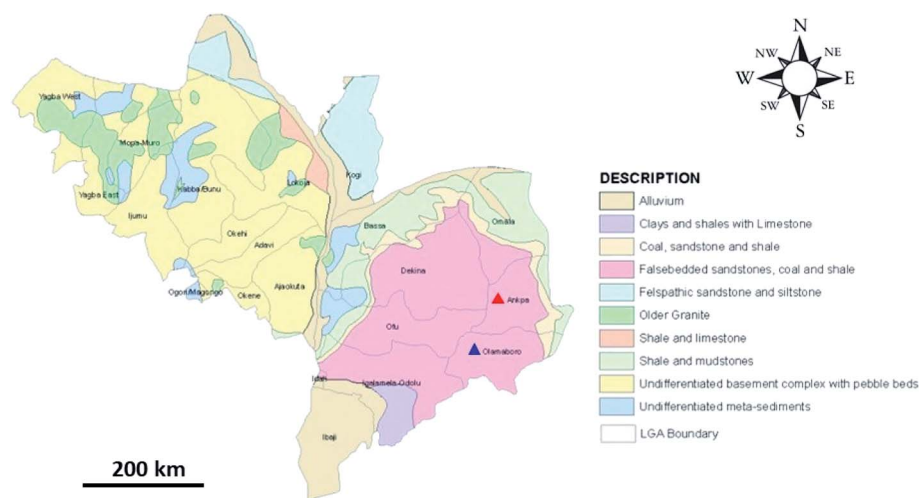 N
NW
NE
W
E
SW
SE
S
Yagba West
Mopa-Muro
Yagba East
Kabba/Bunu
Ijumu
Lokoja
Kogi
Okehi
Adavi
Ogori/Magongo
Okene
Ajaokuta
Bassa
Omala
Dekina
Ankpa
Ofu
Olamaboro
Idah
Igalamela-Odolu
Ibaji
200 km
DESCRIPTION
Alluvium
Clays and shales with Limestone
Coal, sandstone and shale
Falsebedded sandstones, coal and shale
Felspathic sandstone and siltstone
Older Granite
Shale and limestone
Shale and mudstones
Undifferentiated basement complex with pebble beds
Undifferentiated meta-sediments
LGA Boundary